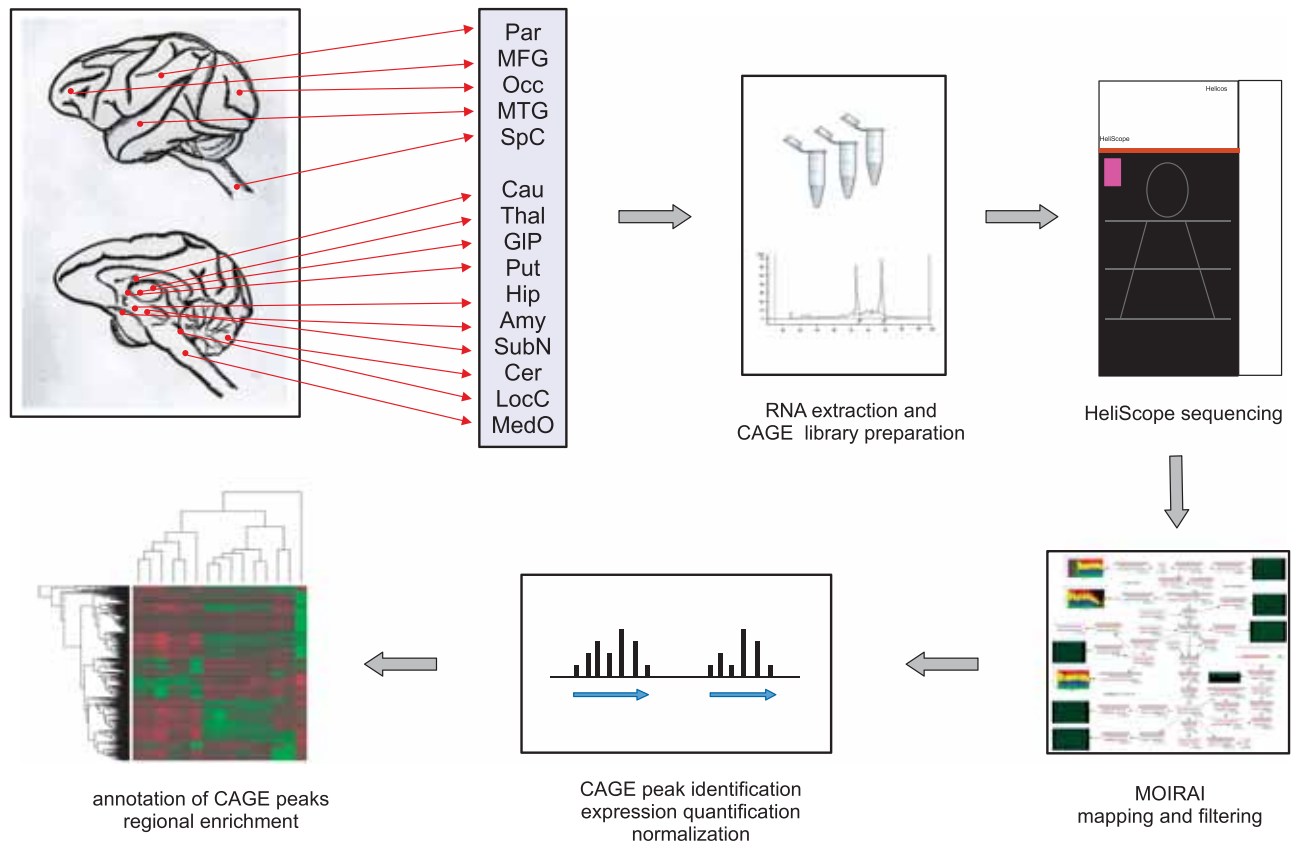 Par
MFG
Occ
MTG
SpC
Cau
Thal
GlP
Put
Hip
Amy
SubN
Cer
LocC
MedO
RNA extraction and
CAGE library preparation
Helicos
HeliScope
HeliScope sequencing
MOIRAI
mapping and filtering
CAGE peak identification
expression quantification
normalization
annotation of CAGE peaks
regional enrichment